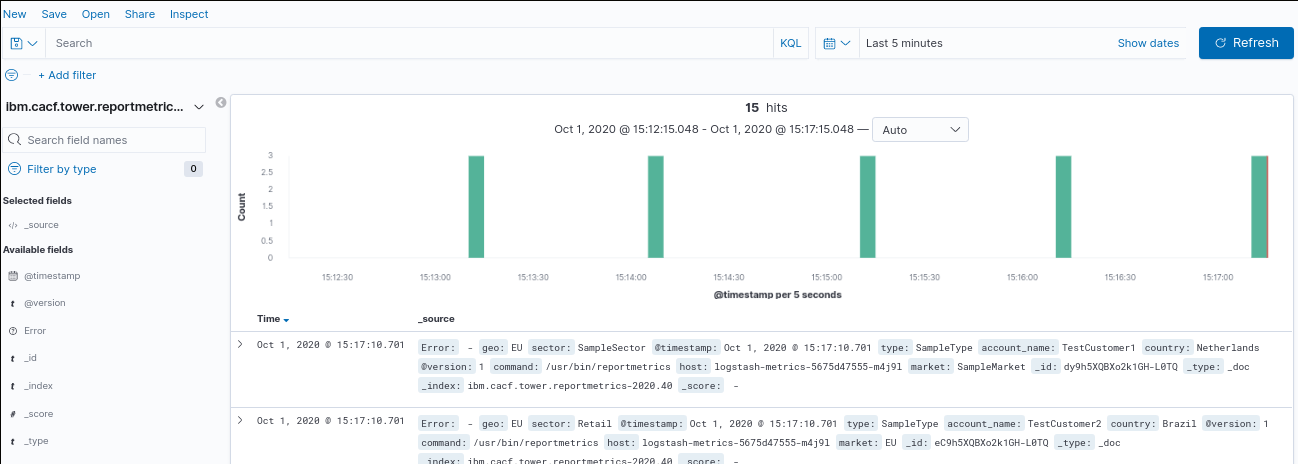 New Save Open Share Inspect
Search KQL Last 5 minutes Show dates Refresh
+ Add filter
ibm.cacf.tower.reportmetric...
Search field names
Filter by type 0
Selected fields
_source
Available fields
@timestamp
t @version
Error
t _id
t _index
# _score
t _type
15 hits
Oct 1, 2020 @ 15:12:15.048 - Oct 1, 2020 @ 15:17:15.048 — Auto
Count
3
2.5
2
1.5
1
0.5
0
15:12:30 15:13:00 15:13:30 15:14:00 15:14:30 15:15:00 15:15:30 15:16:00 15:16:30 15:17:00
@timestamp per 5 seconds
Time _source
Oct 1, 2020 @ 15:17:10.701 Error: - geo: EU sector: SampleSector @timestamp: Oct 1, 2020 @ 15:17:10.701 type: SampleType account_name: TestCustomer1 country: Netherlands
@version: 1 command: /usr/bin/reportmetrics host: logstash-metrics-5675d47555-m4j9l market: SampleMarket _id: dy9h5XQBXo2k1GH-L0TQ _type: _doc
_index: ibm.cacf.tower.reportmetrics-2020.40 _score: -
Oct 1, 2020 @ 15:17:10.701 Error: - geo: EU sector: Retail @timestamp: Oct 1, 2020 @ 15:17:10.701 type: SampleType account_name: TestCustomer2 country: Brazil @version: 1
command: /usr/bin/reportmetrics host: logstash-metrics-5675d47555-m4j9l market: EU _id: eC9h5XQBXo2k1GH-L0TQ _type: _doc
_index: ibm.cacf.tower.reportmetrics-2020.40 _score: -